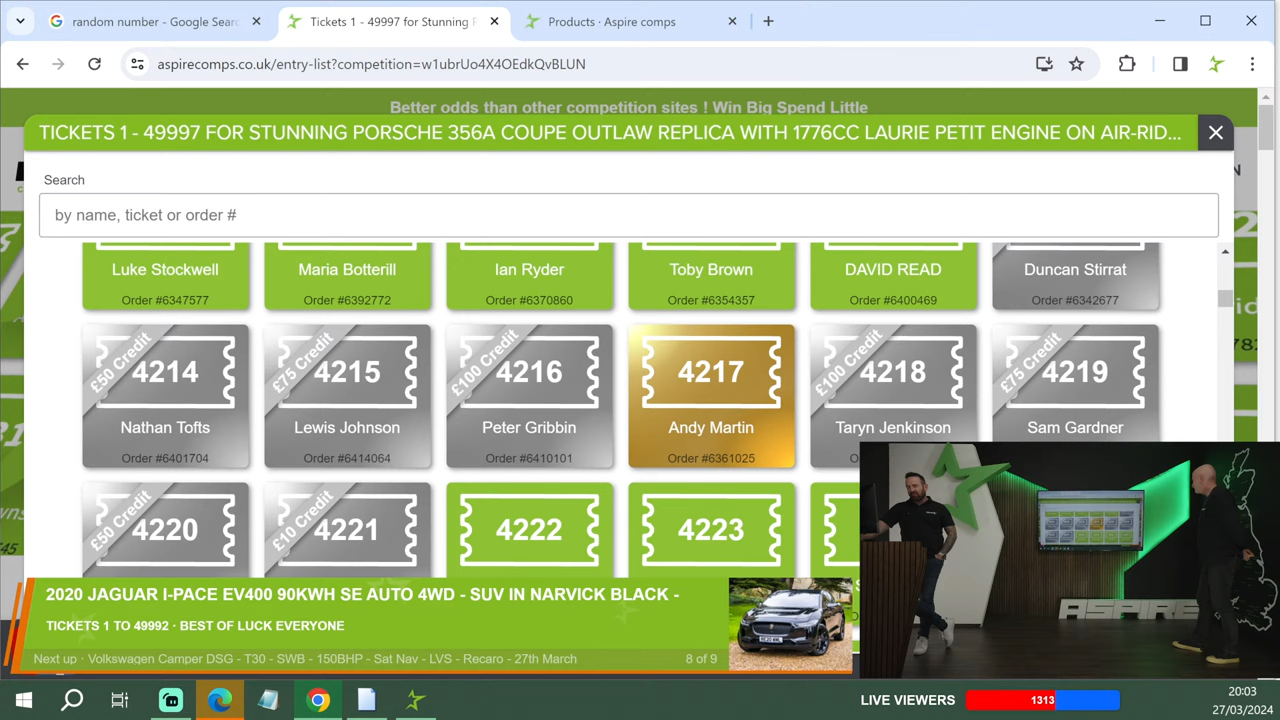 random number - Google Searc
Tickets 1 - 49997 for Stunning P
Products · Aspire comps
aspirecomps.co.uk/entry-list?competition=w1ubrUo4X4OEdkQvBLUN
Better odds than other competition sites ! Win Big Spend Little
TICKETS 1 - 49997 FOR STUNNING PORSCHE 356A COUPE OUTLAW REPLICA WITH 1776CC LAURIE PETIT ENGINE ON AIR-RID...
Search
by name, ticket or order #
Luke Stockwell
Order #6347577
Maria Botterill
Order #6392772
Ian Ryder
Order #6370860
Toby Brown
Order #6354357
DAVID READ
Order #6400469
Duncan Stirrat
Order #6342677
£50 Credit
4214
Nathan Tofts
Order #6401704
£75 Credit
4215
Lewis Johnson
Order #6414064
£100 Credit
4216
Peter Gribbin
Order #6410101
4217
Andy Martin
Order #6361025
£100 Credit
4218
Taryn Jenkinson
£75 Credit
4219
Sam Gardner
£50 Credit
4220
£10 Credit
4221
4222
4223
2020 JAGUAR I-PACE EV400 90KWH SE AUTO 4WD - SUV IN NARVICK BLACK -
TICKETS 1 TO 49992 · BEST OF LUCK EVERYONE
Next up · Volkswagen Camper DSG - T30 - SWB - 150BHP - Sat Nav - LVS - Recaro - 27th March
8 of 9
ASPIRE
LIVE VIEWERS
1313
20:03
27/03/2024